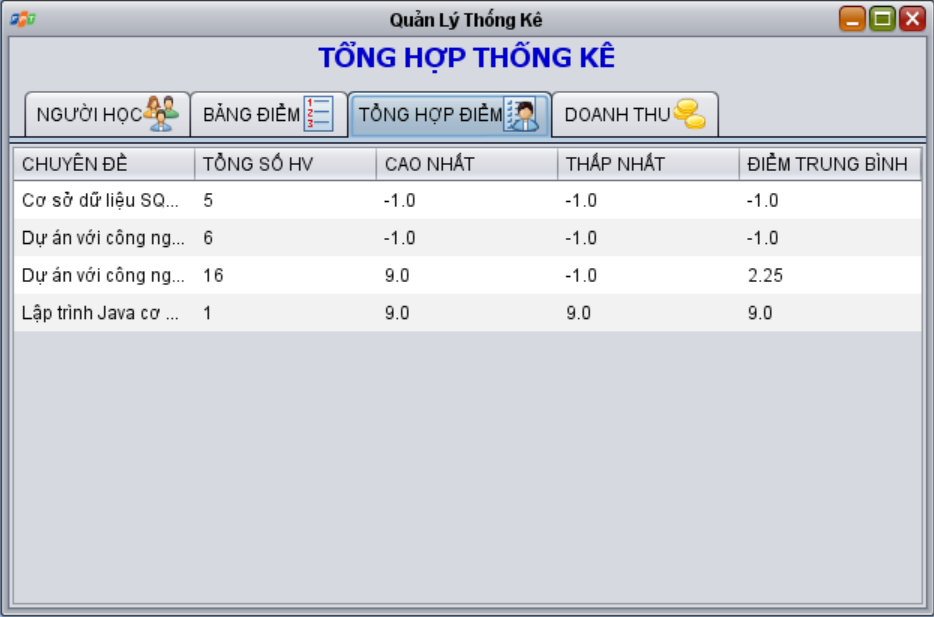 Quản Lý Thống Kê
TỔNG HỢP THỐNG KÊ
NGƯỜI HỌC BẢNG ĐIỂM TỔNG HỢP ĐIỂM DOANH THU
CHUYÊN ĐỀ TỔNG SỐ HV CAO NHẤT THẤP NHẤT ĐIỂM TRUNG BÌNH
Cơ sở dữ liệu SQ... 5 -1.0 -1.0 -1.0
Dự án với công ng... 6 -1.0 -1.0 -1.0
Dự án với công ng... 16 9.0 -1.0 2.25
Lập trình Java cơ ... 1 9.0 9.0 9.0